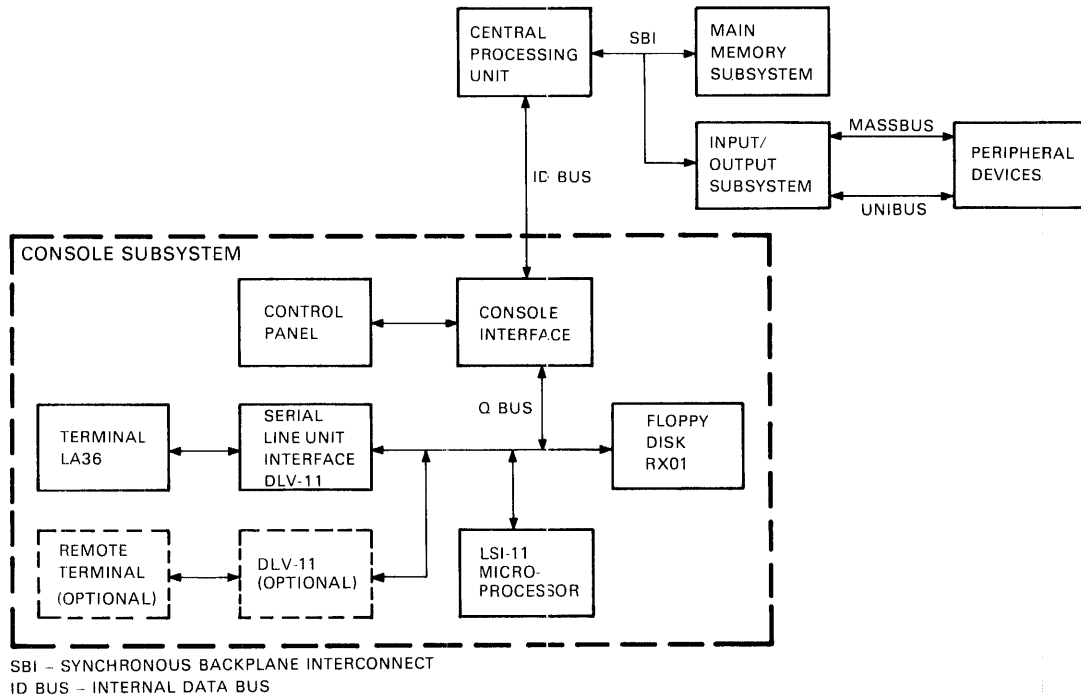 CENTRAL
PROCESSING
UNIT
SBI
MAIN
MEMORY
SUBSYSTEM
INPUT/
OUTPUT
SUBSYSTEM
MASSBUS
UNIBUS
PERIPHERAL
DEVICES
ID BUS
CONSOLE SUBSYSTEM
CONTROL
PANEL
CONSOLE
INTERFACE
Q BUS
TERMINAL
LA36
SERIAL
LINE UNIT
INTERFACE
DLV-11
FLOPPY
DISK
RX01
REMOTE
TERMINAL
(OPTIONAL)
DLV-11
(OPTIONAL)
LSI-11
MICRO-
PROCESSOR
SBI – SYNCHRONOUS BACKPLANE INTERCONNECT
ID BUS – INTERNAL DATA BUS